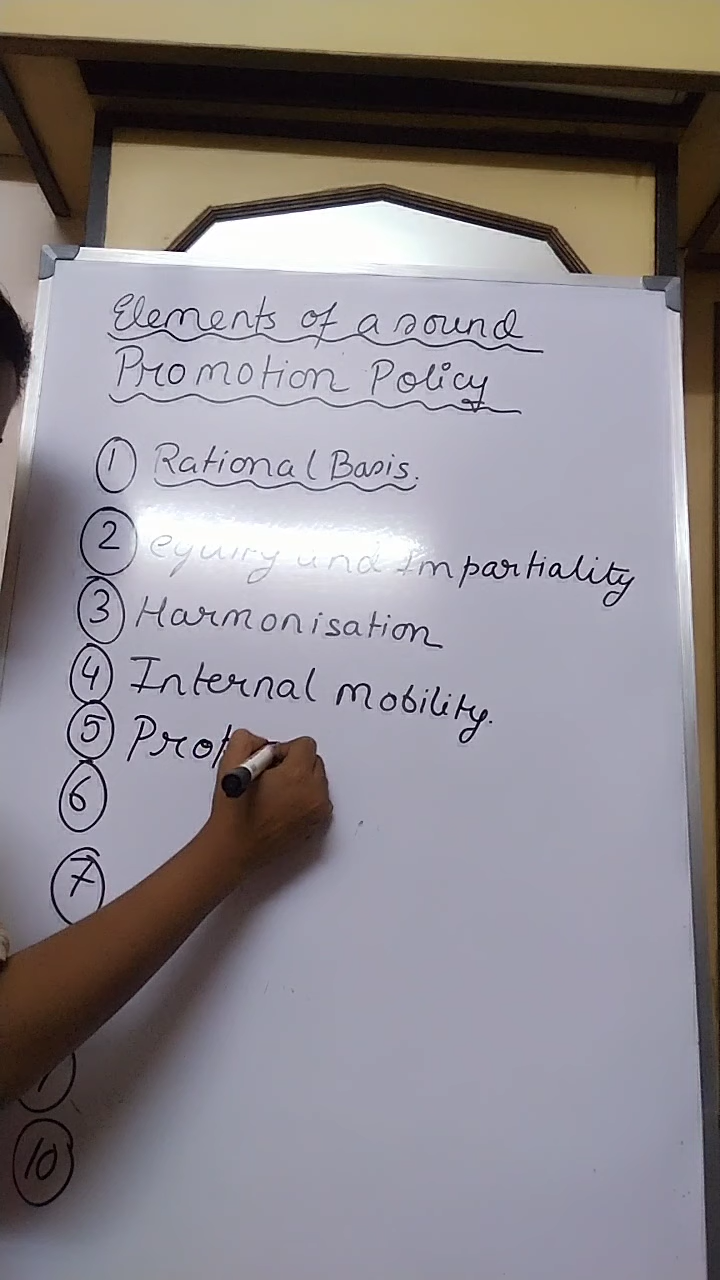 Elements of a sound
Promotion Policy
1 Rational Basis.
2 equity and Impartiality
3 Harmonisation
4 Internal mobility.
5 Pro
6
7
10